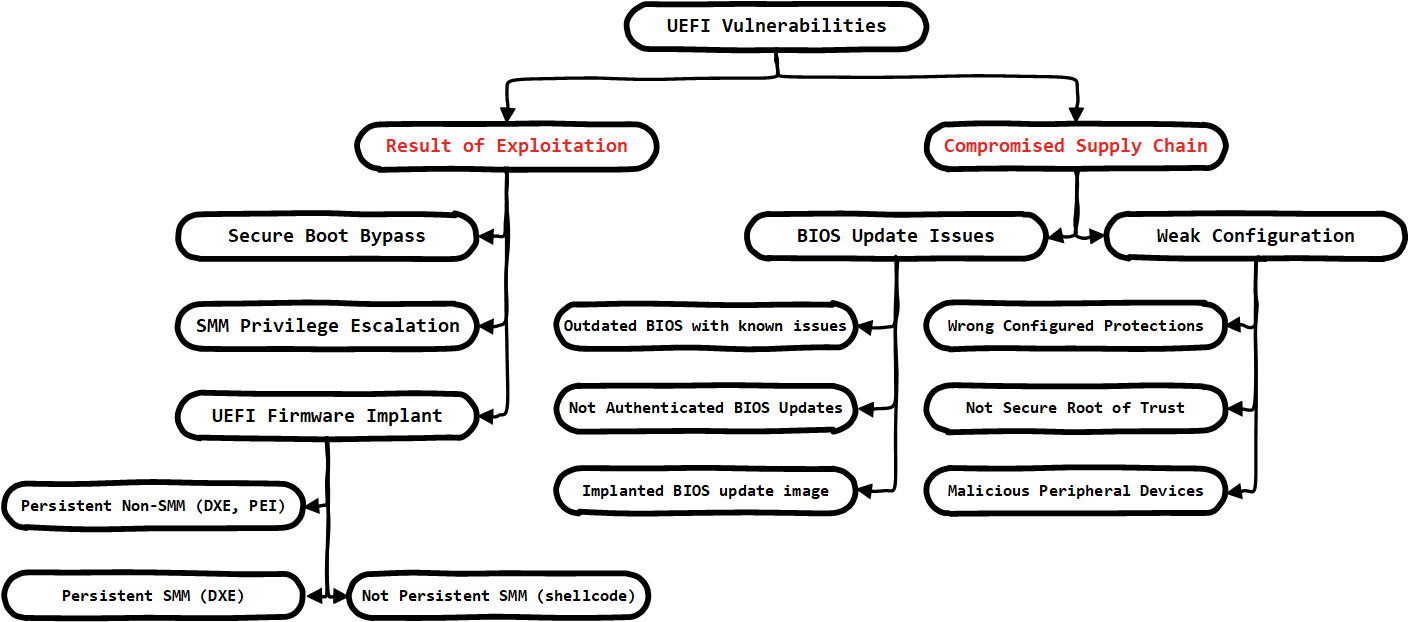 UEFI Vulnerabilities
Result of Exploitation
Compromised Supply Chain
Secure Boot Bypass
BIOS Update Issues
Weak Configuration
SMM Privilege Escalation
Outdated BIOS with known issues
Wrong Configured Protections
UEFI Firmware Implant
Not Authenticated BIOS Updates
Not Secure Root of Trust
Persistent Non-SMM (DXE, PEI)
Implanted BIOS update image
Malicious Peripheral Devices
Persistent SMM (DXE)
Not Persistent SMM (shellcode)